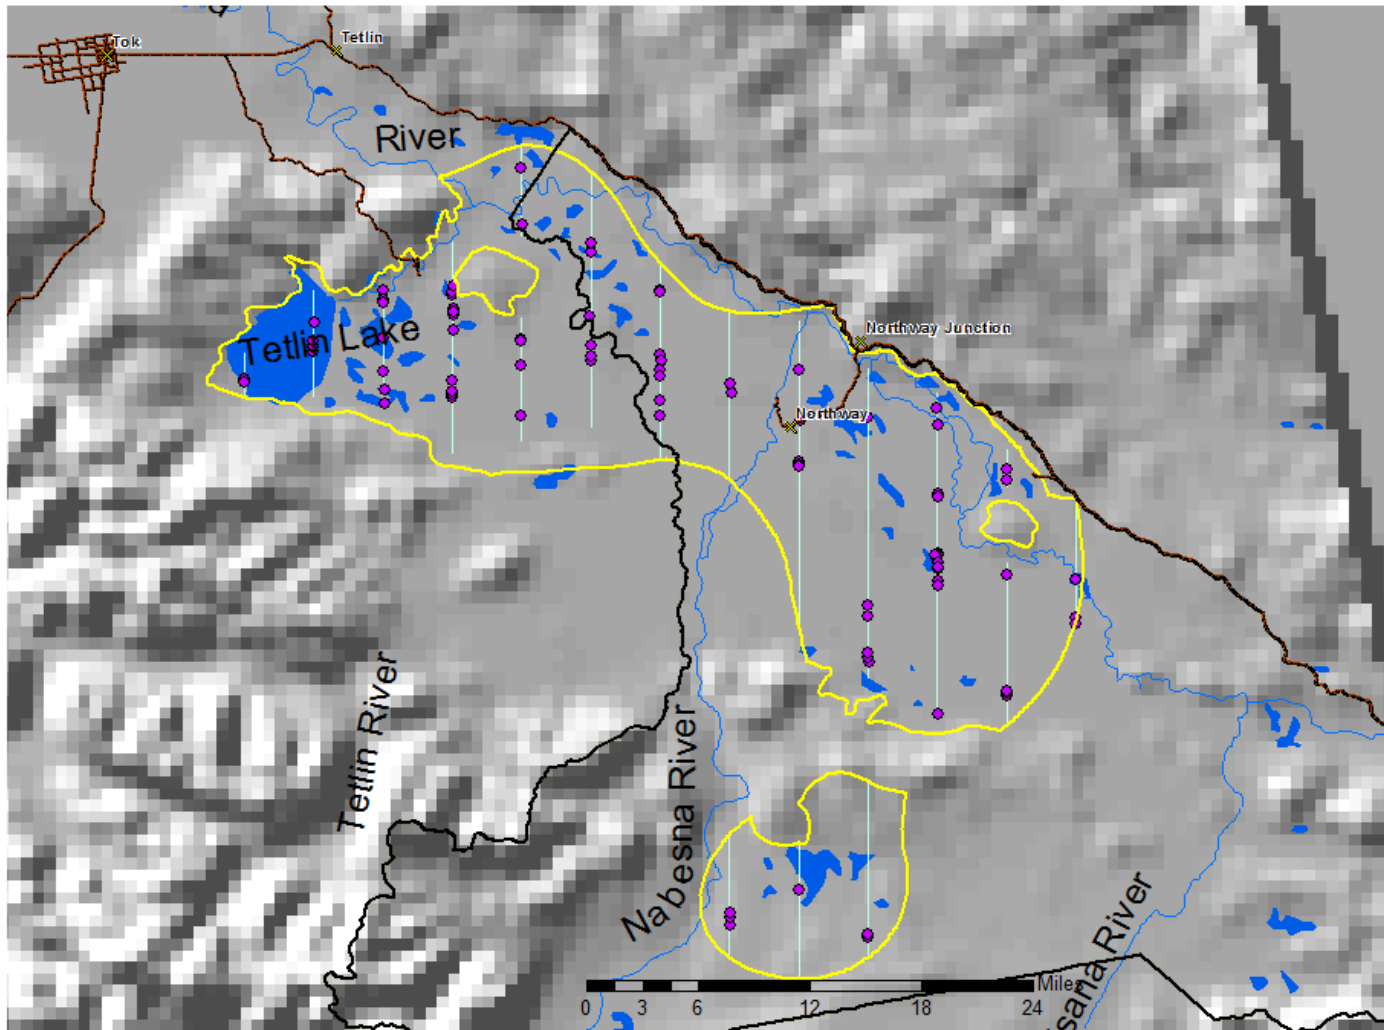 Tok
Tetlin
River
Tetlin Lake
Northway Junction
Northway
Tetlin River
Nabesna River
sana River
Miles
0 3 6 12 18 24